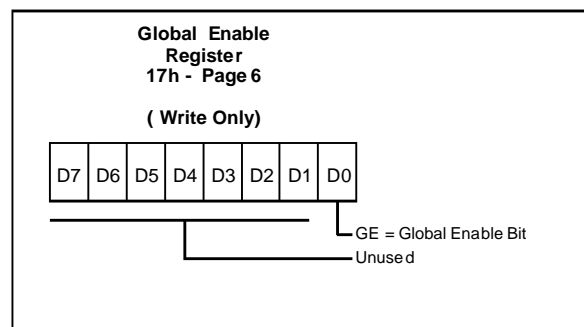 Global Enable
Register
17h - Page 6
( Write Only)
D7 D6 D5 D4 D3 D2 D1 D0
GE = Global Enable Bit
Unused